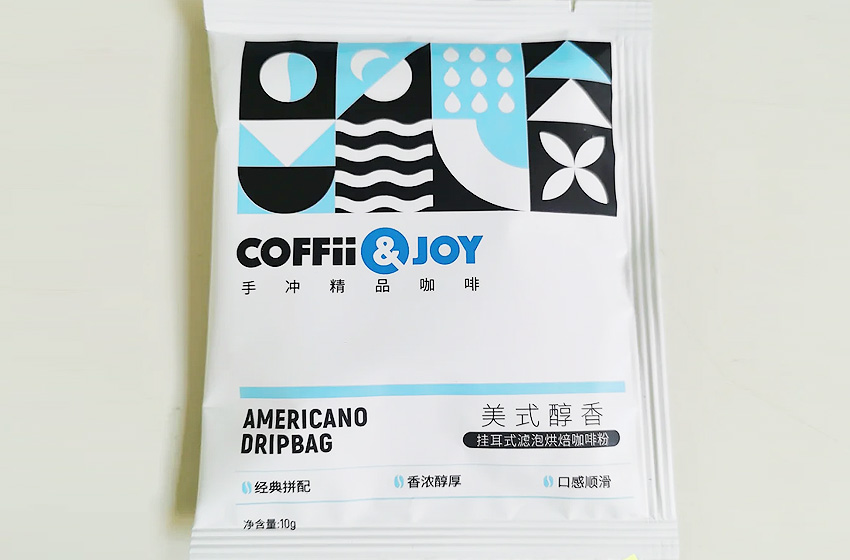 COFFii & JOY
手冲精品咖啡
AMERICANO
DRIPBAG
美式醇香
挂耳式滤泡烘焙咖啡粉
经典拼配
香浓醇厚
口感顺滑
净含量:10g